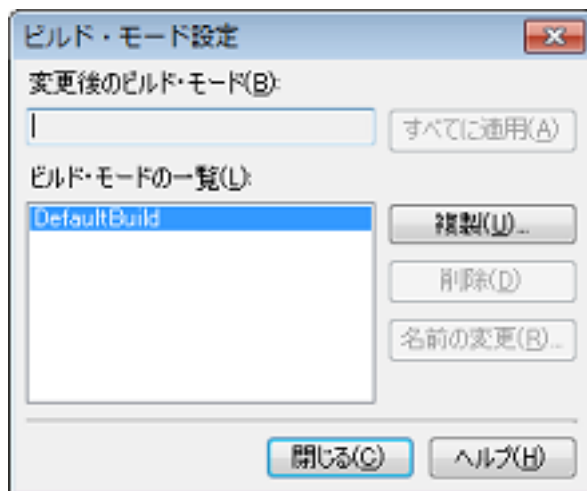 ビルド・モード設定
変更後のビルド・モード(B):
すべてに適用(A)
ビルド・モードの一覧(L):
DefaultBuild
複製(U)...
削除(D)
名前の変更(R)...
閉じる(C)
ヘルプ(H)